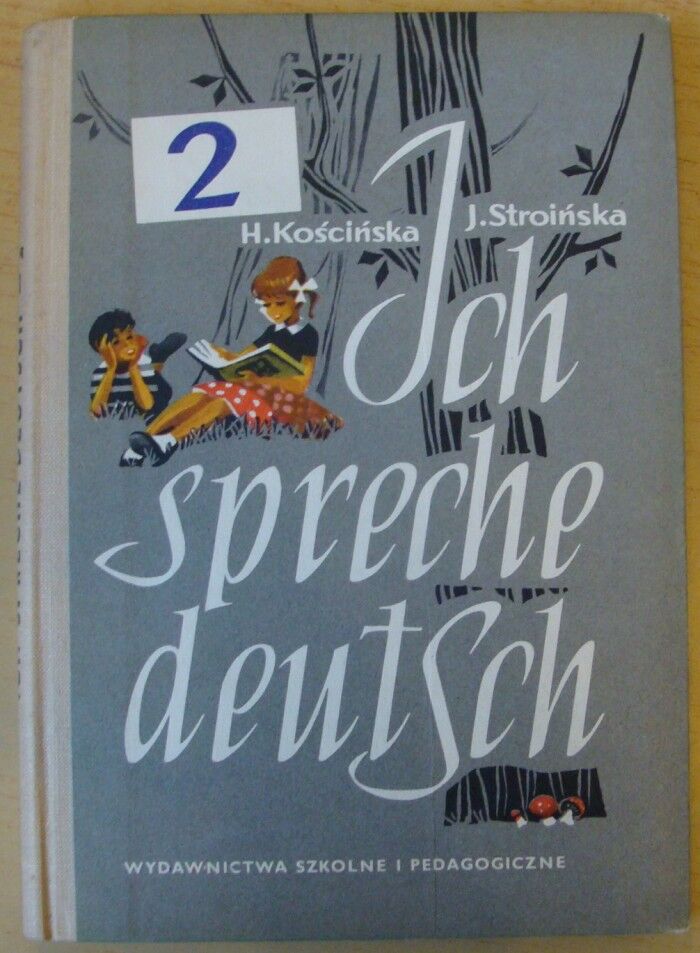 2
H.Kościńska
J.Stroińska
Ich
spreche
deutsch
WYDAWNICTWA SZKOLNE I PEDAGOGICZNE